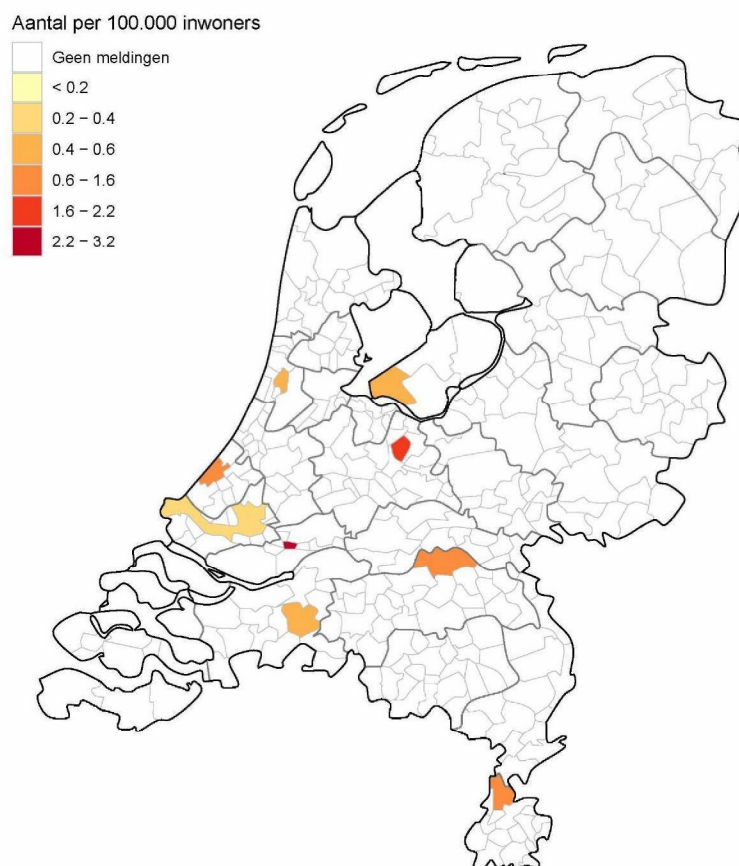 Aantal per 100.000 inwoners
Geen meldingen
< 0.2
0.2 − 0.4
0.4 − 0.6
0.6 − 1.6
1.6 − 2.2
2.2 − 3.2